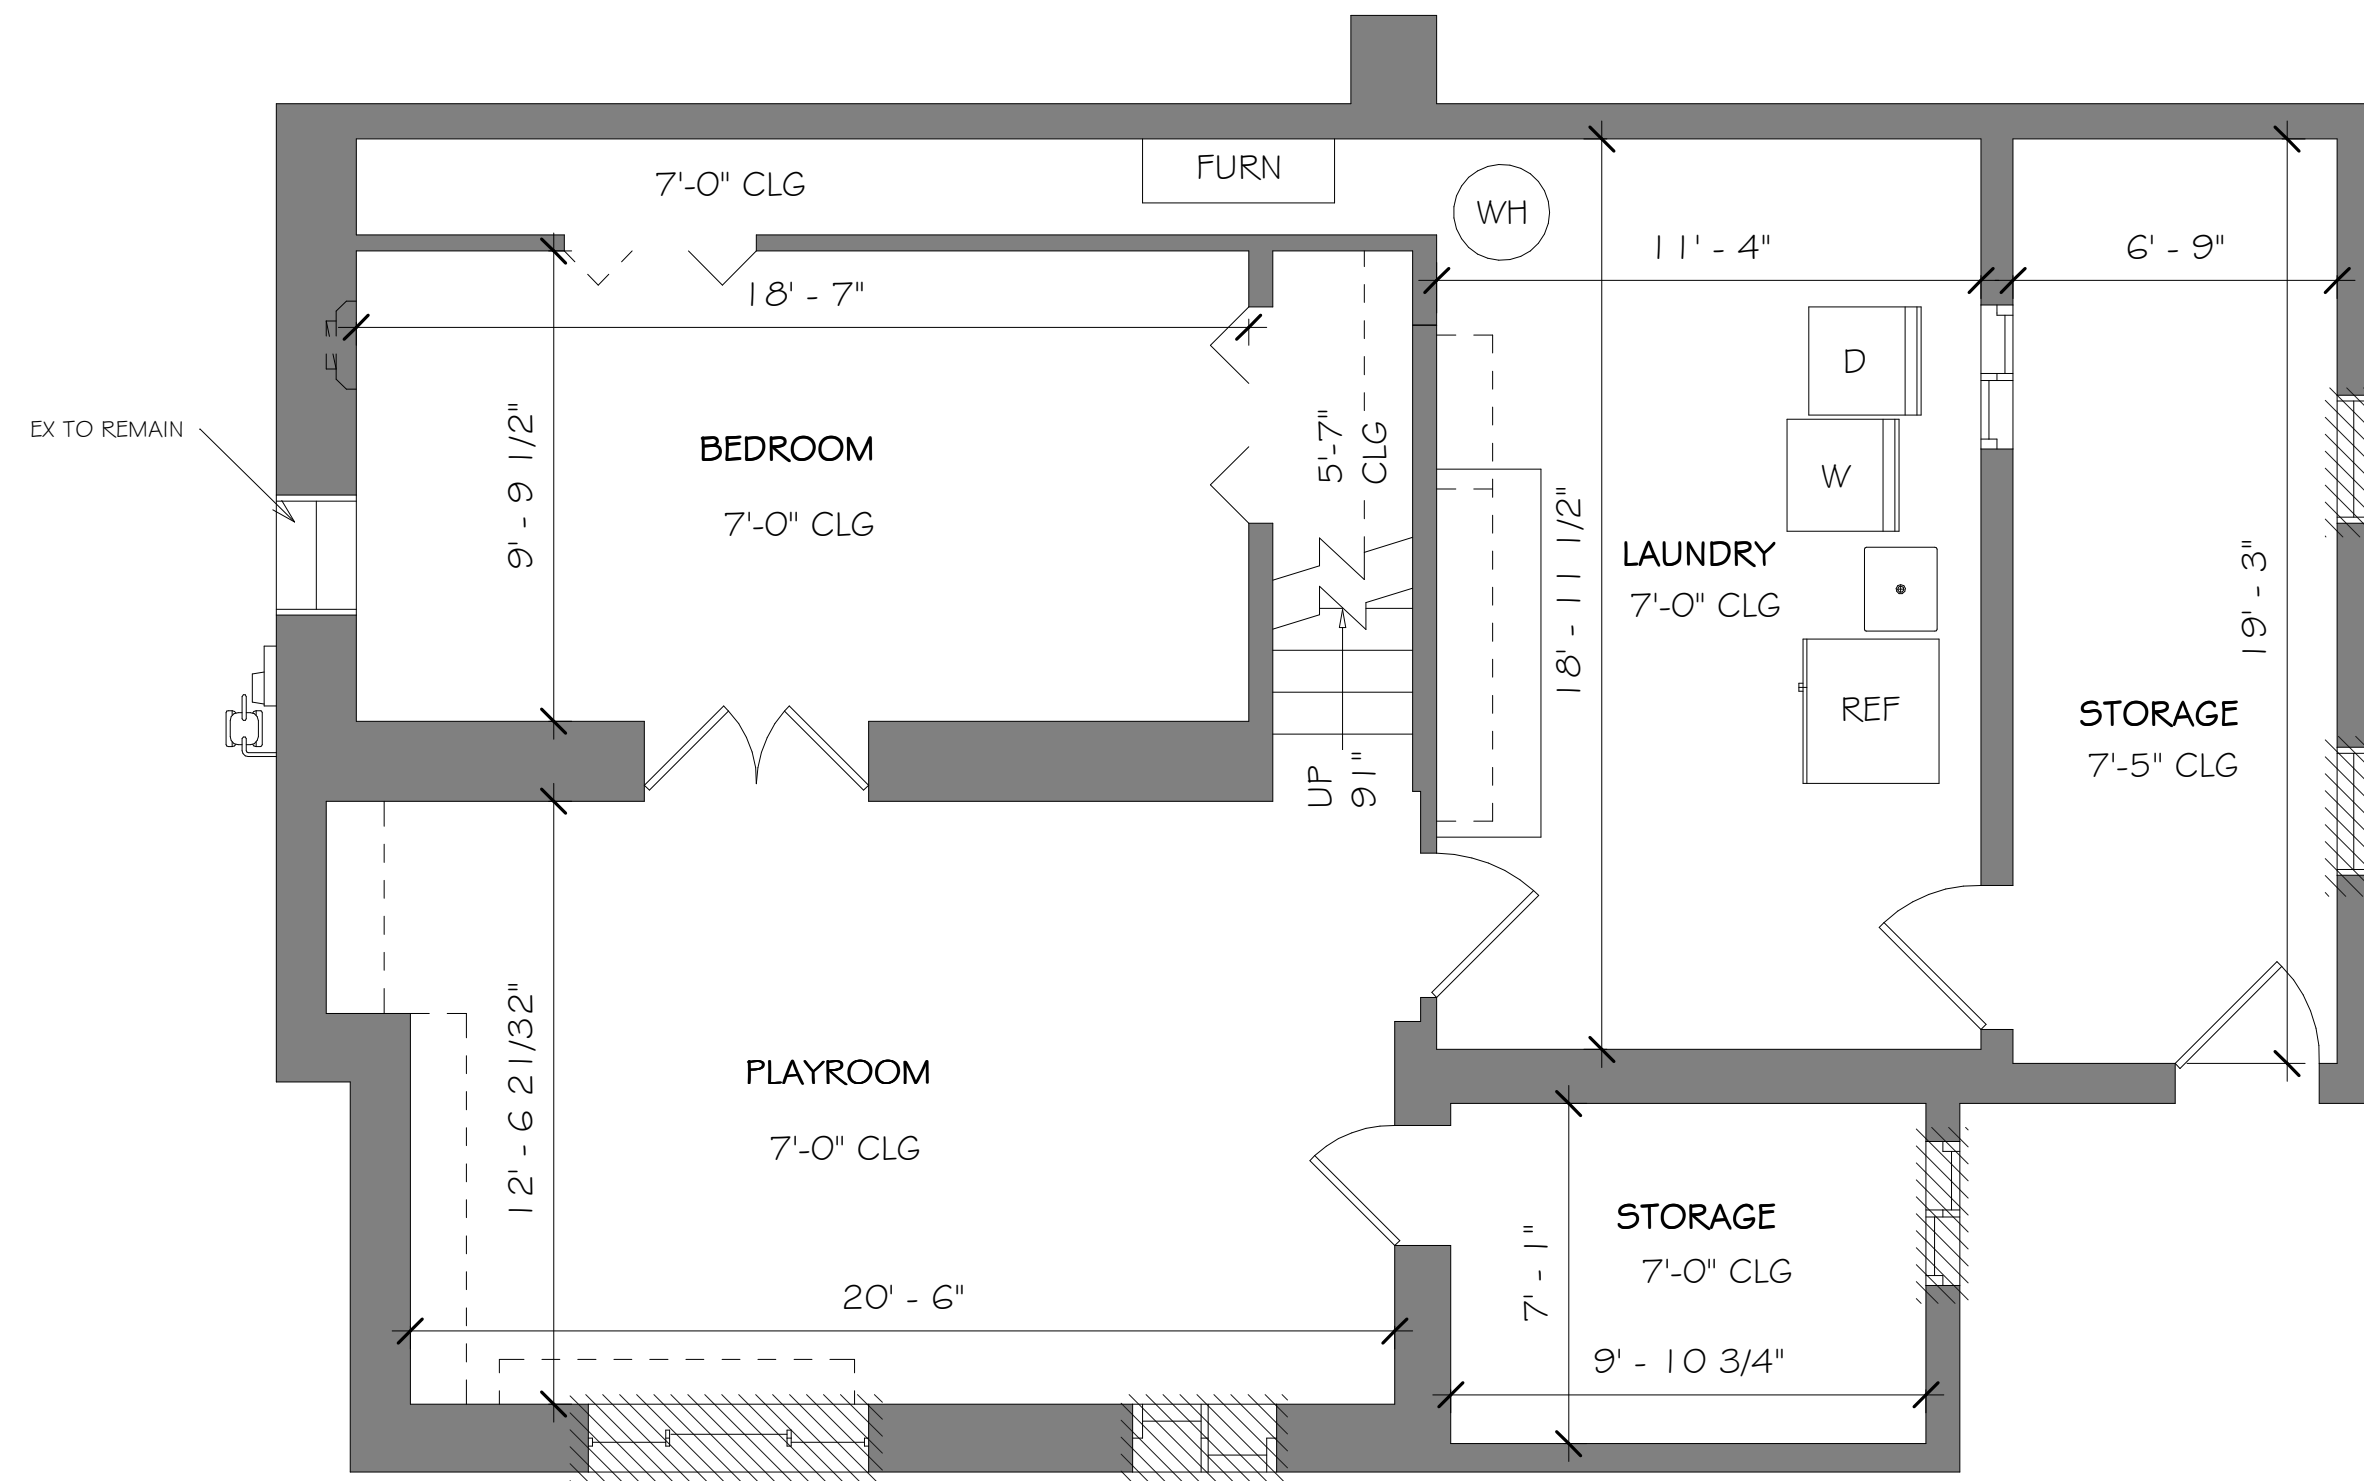 7'-0" CLG
FURN
WH
11' - 4"
6' - 9"
18' - 7"
D
EX TO REMAIN
9' - 9 1/2"
BEDROOM
7'-0" CLG
5'-7"
CLG
W
18' - 11 1/2"
LAUNDRY
7'-0" CLG
19' - 3"
REF
STORAGE
7'-5" CLG
UP
91"
12' - 6 21/32"
PLAYROOM
7'-0" CLG
STORAGE
7'-0" CLG
7' - 1"
20' - 6"
9' - 10 3/4"